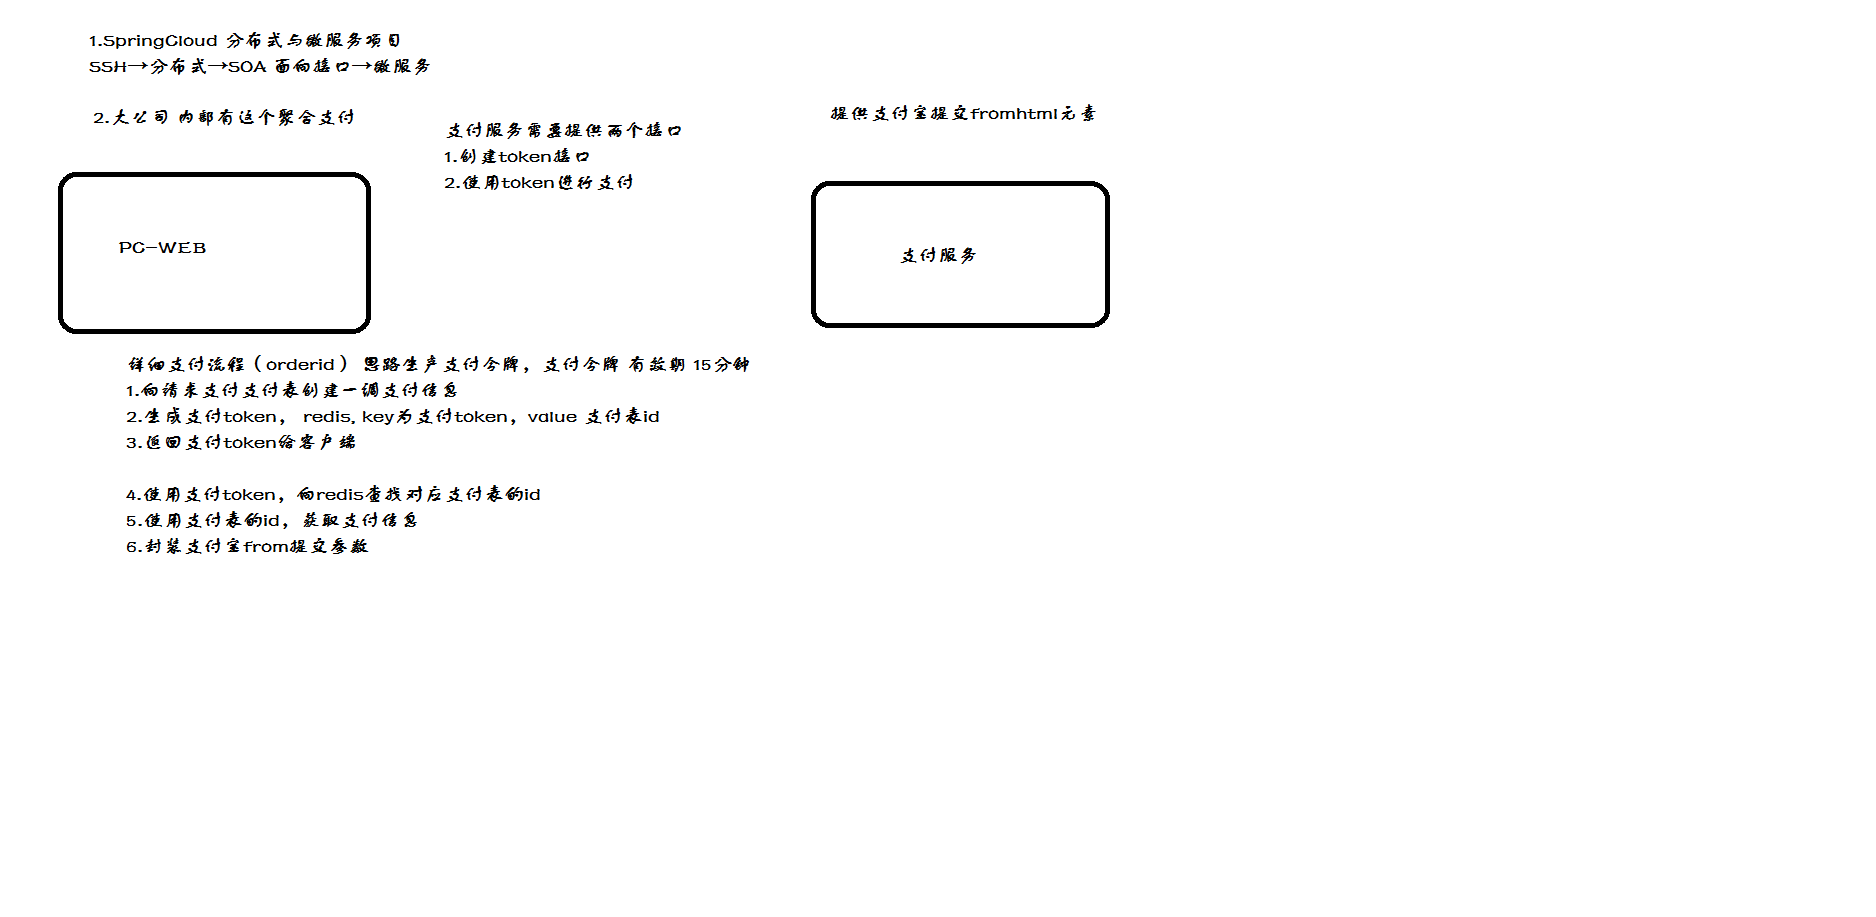 1.SpringCloud 分布式与微服务项目
SSH→分布式→SOA 面向接口→微服务
2.大公司 内部有这个聚合支付
支付服务需要提供两个接口
1.创建token接口
2.使用token进行支付
提供支付宝提交fromhtml元素
PC-WEB
支付服务
详细支付流程（orderid） 思路生产支付令牌，支付令牌 有效期 15分钟
1.向请求支付支付表创建一调支付信息
2.生成支付token， redis. key为支付token，value 支付表id
3.返回支付token给客户端
4.使用支付token，向redis查找对应支付表的id
5.使用支付表的id，获取支付信息
6.封装支付宝from提交参数